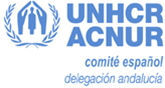 UNHCR
ACNUR
comité español
delegación andalucía